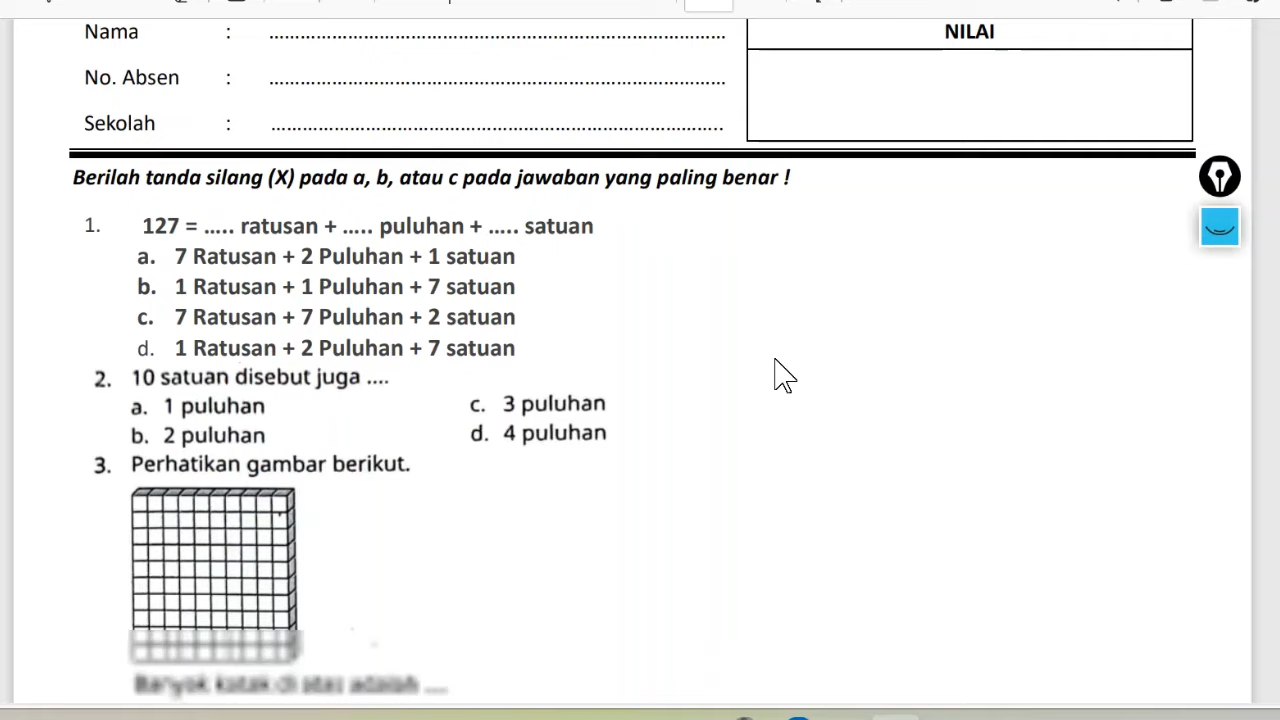 Nama : ........................................................................
NILAI
No. Absen : ........................................................................
Sekolah : ........................................................................
Berilah tanda silang (X) pada a, b, atau c pada jawaban yang paling benar !
1. 127 = ..... ratusan + ..... puluhan + ..... satuan
a. 7 Ratusan + 2 Puluhan + 1 satuan
b. 1 Ratusan + 1 Puluhan + 7 satuan
c. 7 Ratusan + 7 Puluhan + 2 satuan
d. 1 Ratusan + 2 Puluhan + 7 satuan
2. 10 satuan disebut juga ....
a. 1 puluhan c. 3 puluhan
b. 2 puluhan d. 4 puluhan
3. Perhatikan gambar berikut.